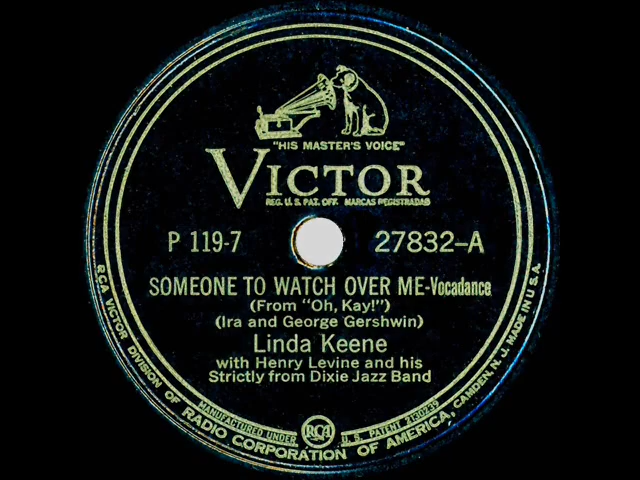 "HIS MASTER'S VOICE"
VICTOR
REG. U. S. PAT. OFF. MARCAS REGISTRADAS
P 119-7 27832-A
SOMEONE TO WATCH OVER ME-Vocadance
(From "Oh, Kay!")
(Ira and George Gershwin)
Linda Keene
with Henry Levine and his
Strictly from Dixie Jazz Band
MANUFACTURED UNDER RCA U. S. PATENT 2130239
RCA VICTOR DIVISION OF RADIO CORPORATION OF AMERICA, CAMDEN, N. J. MADE IN U.S.A.